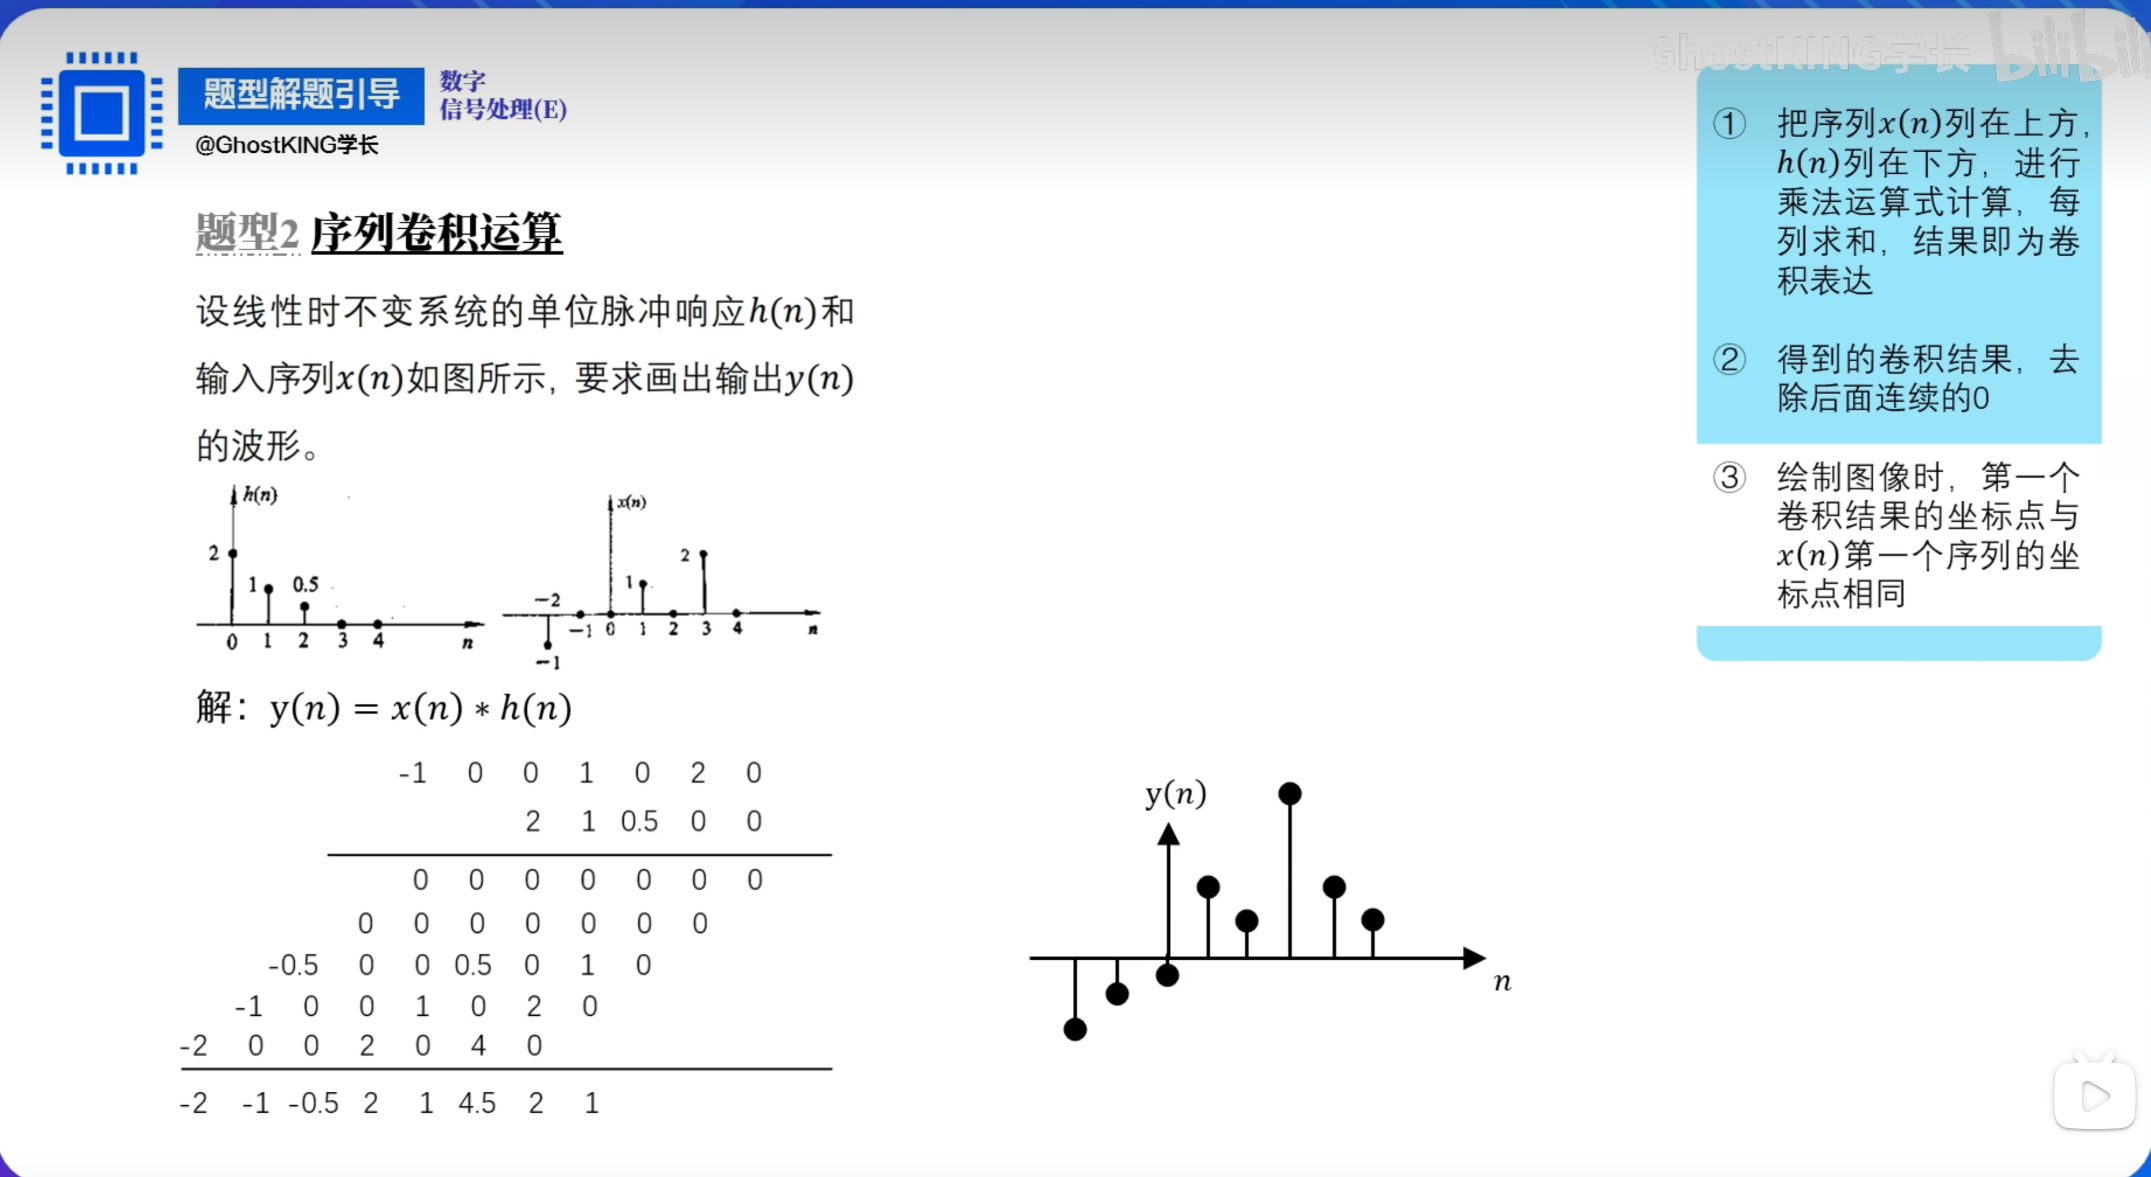 GhostKING学长 bilibili
题型解题引导
数字
信号处理(E)
@GhostKING学长
题型2 序列卷积运算
设线性时不变系统的单位脉冲响应h(n)和
输入序列x(n)如图所示，要求画出输出y(n)
的波形。
h(n)
2
1 0.5
0 1 2 3 4 n
x(n)
2
1
-2
-1 0 1 2 3 4 n
-1
解：y(n) = x(n) ∗ h(n)
-1 0 0 1 0 2 0
2 1 0.5 0 0
0 0 0 0 0 0 0
0 0 0 0 0 0 0
-0.5 0 0 0.5 0 1 0
-1 0 0 1 0 2 0
-2 0 0 2 0 4 0
-2 -1 -0.5 2 1 4.5 2 1
y(n)
n
① 把序列x(n)列在上方，
h(n)列在下方，进行
乘法运算式计算，每
列求和，结果即为卷
积表达
② 得到的卷积结果，去
除后面连续的0
③ 绘制图像时，第一个
卷积结果的坐标点与
x(n)第一个序列的坐
标点相同